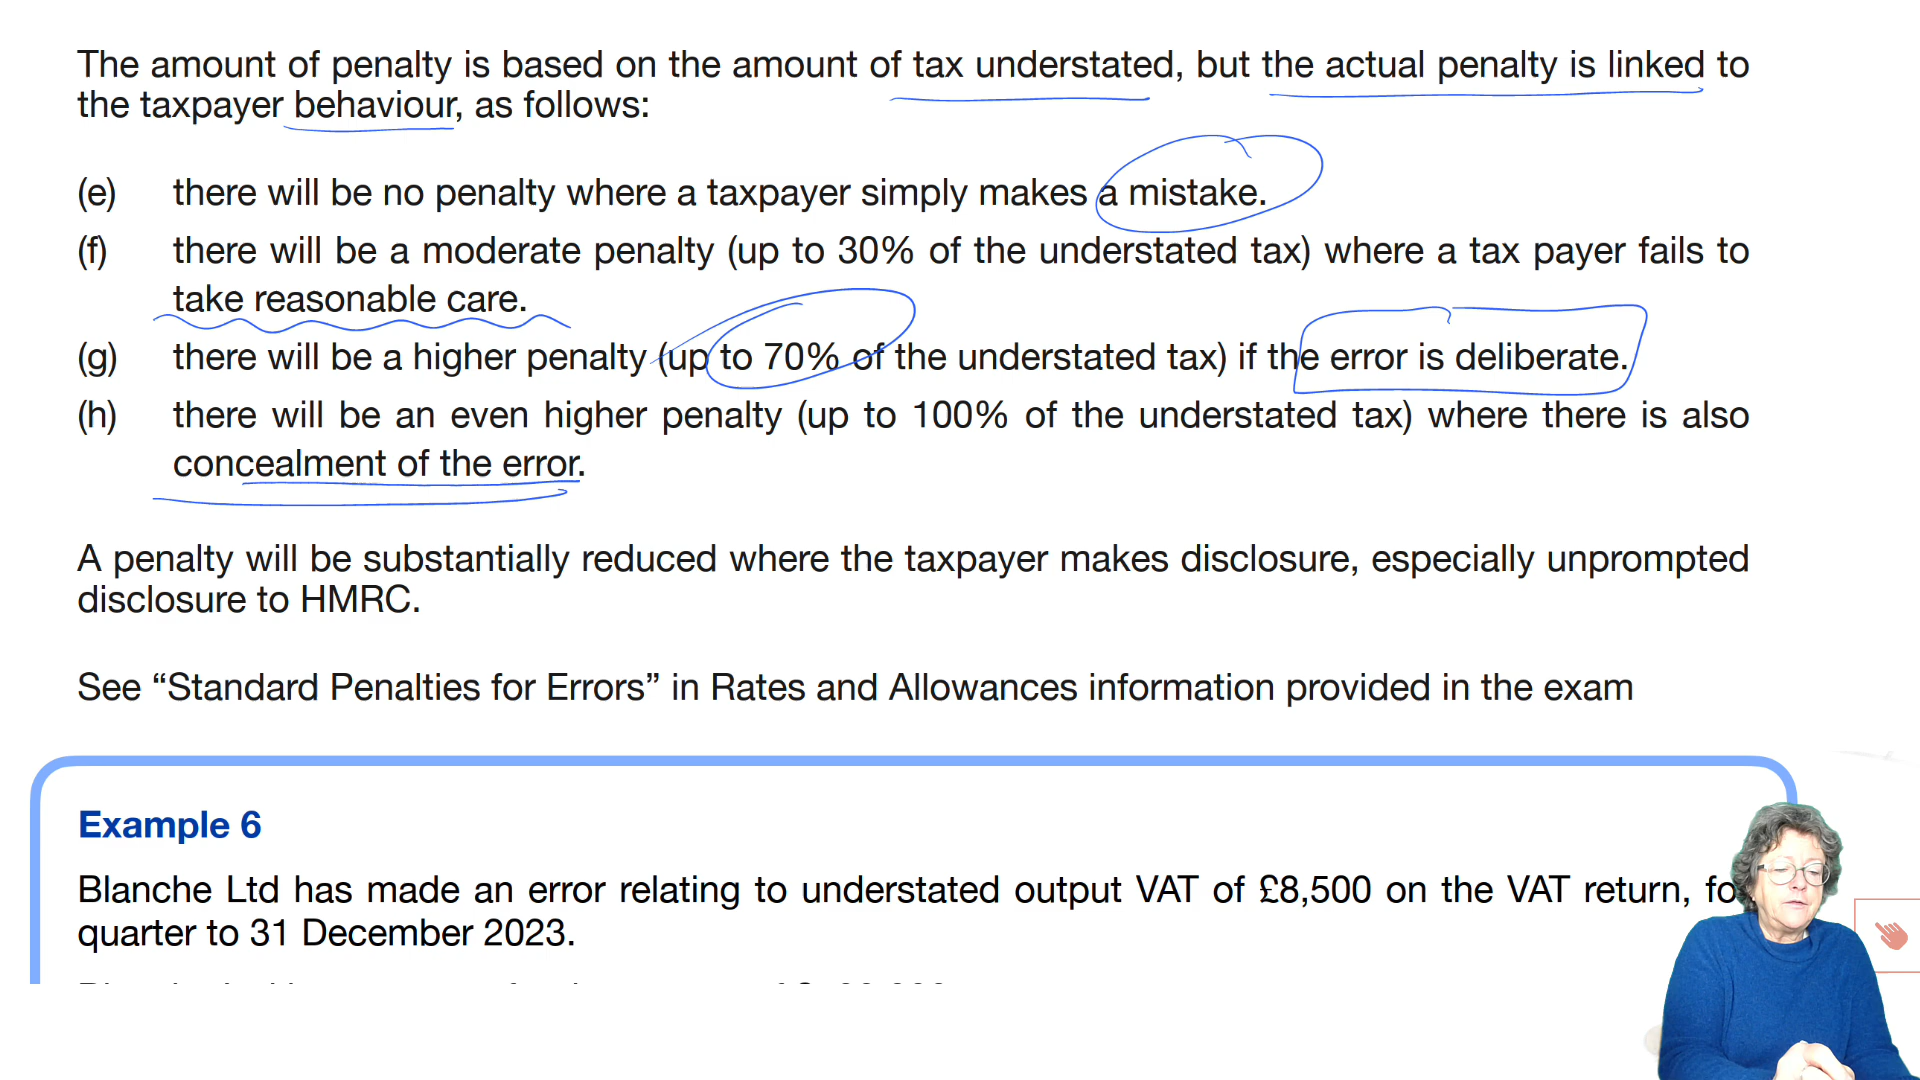 The amount of penalty is based on the amount of tax understated, but the actual penalty is linked to
the taxpayer behaviour, as follows:
(e) there will be no penalty where a taxpayer simply makes a mistake.
(f) there will be a moderate penalty (up to 30% of the understated tax) where a tax payer fails to
take reasonable care.
(g) there will be a higher penalty (up to 70% of the understated tax) if the error is deliberate.
(h) there will be an even higher penalty (up to 100% of the understated tax) where there is also
concealment of the error.
A penalty will be substantially reduced where the taxpayer makes disclosure, especially unprompted
disclosure to HMRC.
See “Standard Penalties for Errors” in Rates and Allowances information provided in the exam
Example 6
Blanche Ltd has made an error relating to understated output VAT of £8,500 on the VAT return, fo
quarter to 31 December 2023.